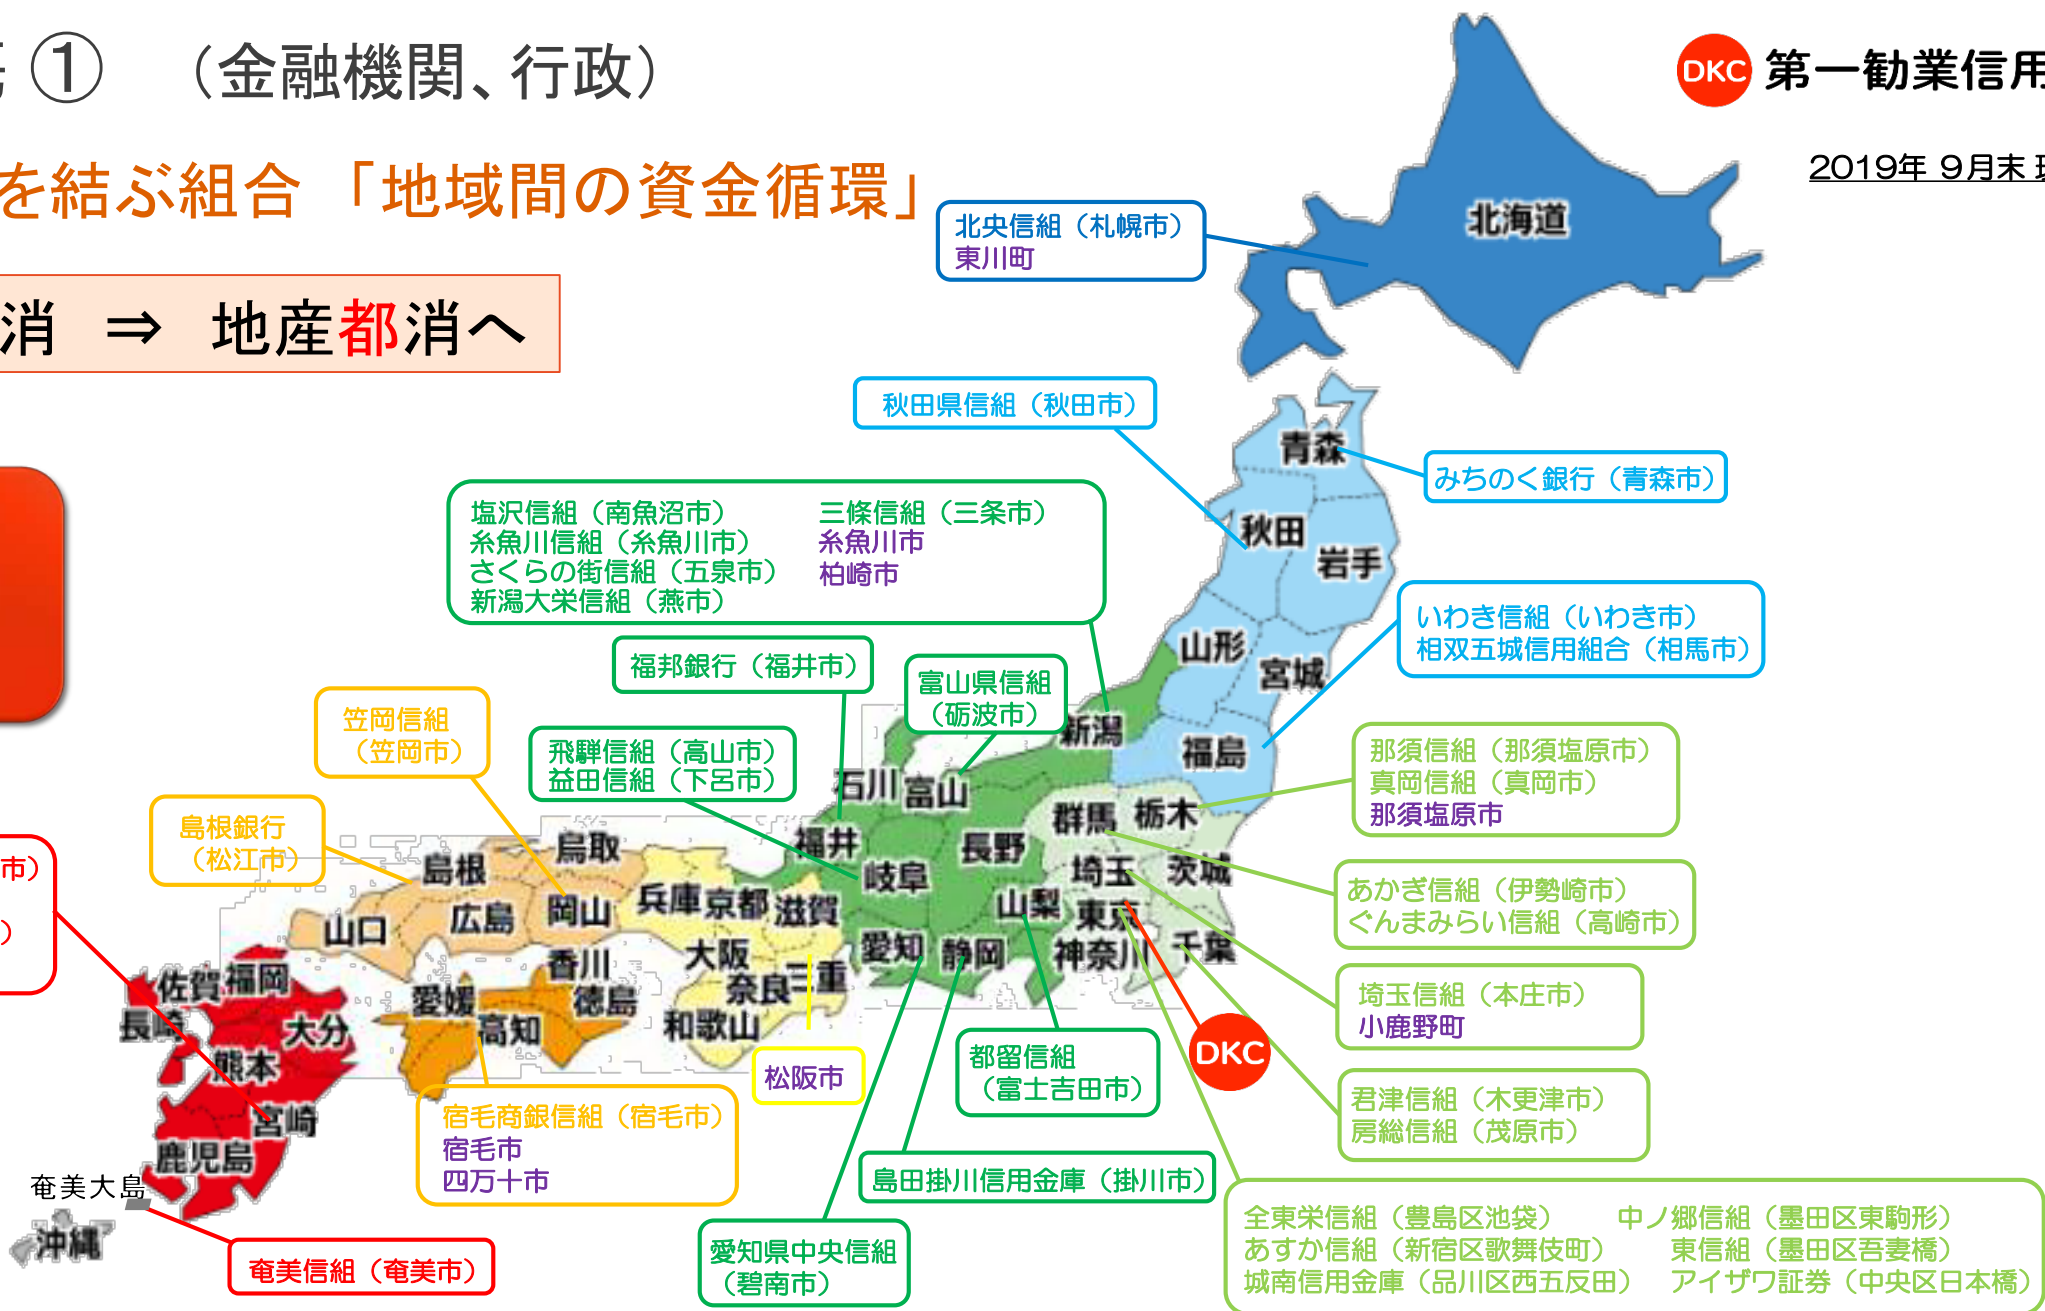 ① （金融機関、行政）
DKC 第一勧業信用
を結ぶ組合 「地域間の資金循環」
2019年 9月末
消 ⇒ 地産都消へ
北央信組（札幌市）
東川町
北海道
秋田県信組（秋田市）
青森
みちのく銀行（青森市）
秋田
岩手
塩沢信組（南魚沼市） 三條信組（三条市）
糸魚川信組（糸魚川市） 糸魚川市
さくらの街信組（五泉市） 柏崎市
新潟大栄信組（燕市）
いわき信組（いわき市）
相双五城信用組合（相馬市）
山形
宮城
福邦銀行（福井市）
富山県信組
（砺波市）
新潟
福島
笠岡信組
（笠岡市）
飛騨信組（高山市）
益田信組（下呂市）
那須信組（那須塩原市）
真岡信組（真岡市）
那須塩原市
石川 富山
群馬 栃木
島根銀行
（松江市）
島根 鳥取
福井 岐阜 長野
埼玉 茨城
あかぎ信組（伊勢崎市）
ぐんまみらい信組（高崎市）
市）
）
山口 広島 岡山 兵庫 京都 滋賀
山梨 東京
愛知 静岡 神奈川 千葉
大阪 奈良 三重
香川
佐賀 福岡
愛媛 高知 徳島 和歌山
長崎 大分
熊本
埼玉信組（本庄市）
小鹿野町
都留信組
（富士吉田市）
DKC
松阪市
宮崎
鹿児島
宿毛商銀信組（宿毛市）
宿毛市
四万十市
君津信組（木更津市）
房総信組（茂原市）
島田掛川信用金庫（掛川市）
奄美大島
沖縄
奄美信組（奄美市）
愛知県中央信組
（碧南市）
全東栄信組（豊島区池袋） 中ノ郷信組（墨田区東駒形）
あすか信組（新宿区歌舞伎町） 東信組（墨田区吾妻橋）
城南信用金庫（品川区西五反田） アイザワ証券（中央区日本橋）